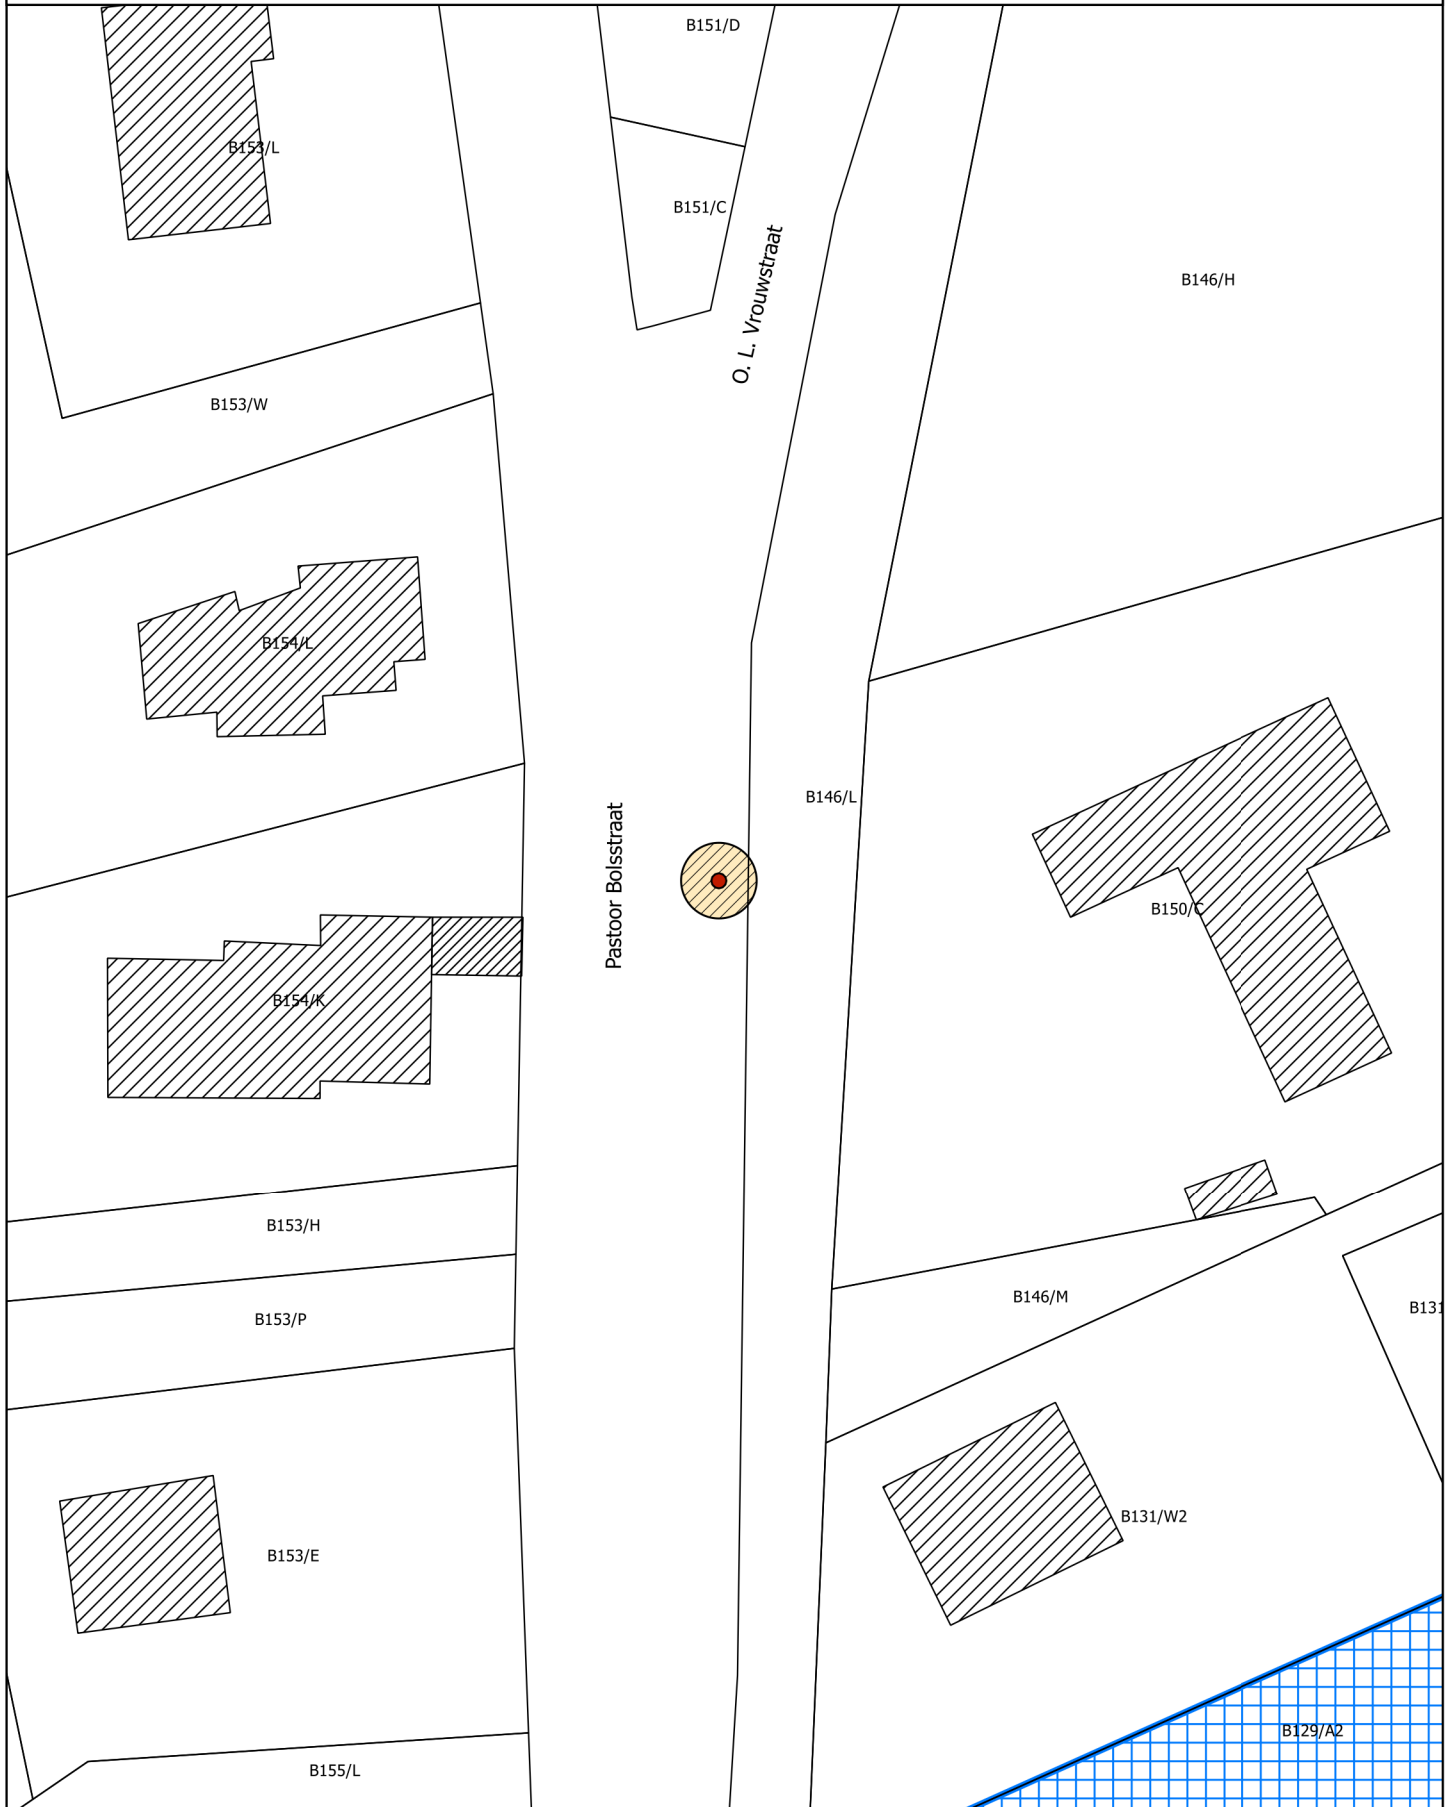 B151/D
B153/L
B151/C
O. L. Vrouwstraat
B146/H
B153/W
B154/L
B146/L
Pastoor Bolsstraat
B150/C
B154/K
B153/H
B146/M
B131
B153/P
B131/W2
B153/E
B129/A2
B155/L